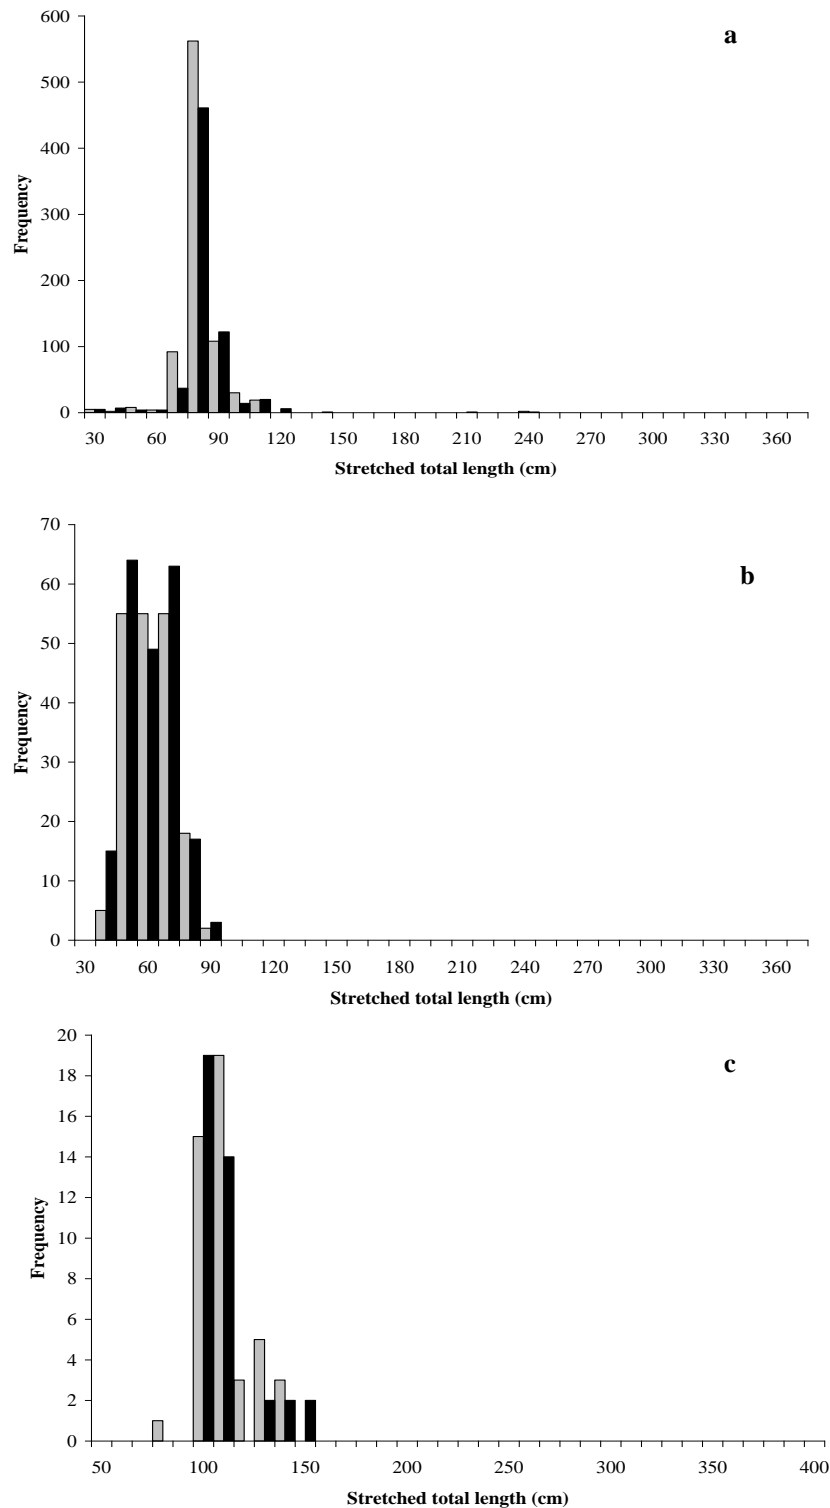 a
600
500
400
300
200
100
0
Frequency
30 60 90 120 150 180 210 240 270 300 330 360
Stretched total length (cm)
b
70
60
50
40
30
20
10
0
Frequency
30 60 90 120 150 180 210 240 270 300 330 360
Stretched total length (cm)
c
20
18
16
14
12
10
8
6
4
2
0
Frequency
50 100 150 200 250 300 350 400
Stretched total length (cm)